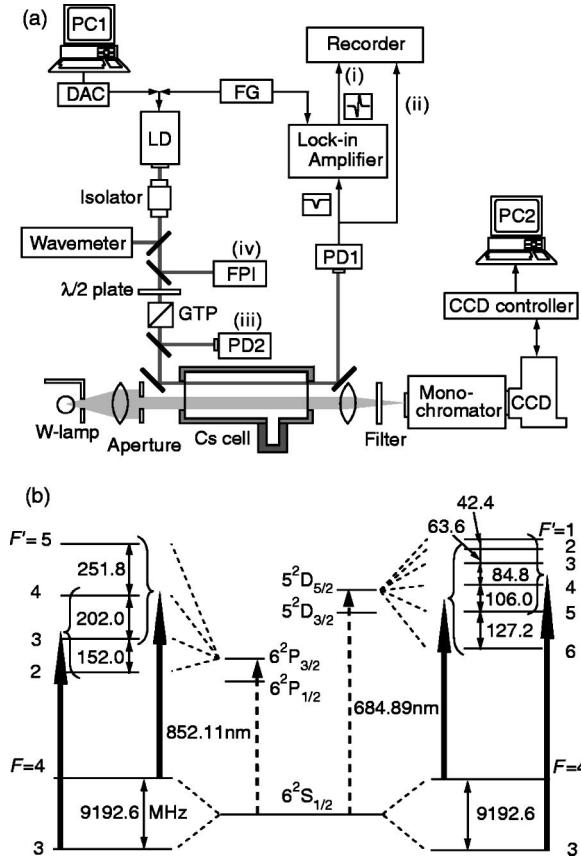 (a)
PC1
DAC
FG
Recorder
(i)
(ii)
LD
Lock-in
Amplifier
Isolator
Wavemeter
(iv)
FPI
PD1
PC2
λ/2 plate
GTP
(iii)
PD2
CCD controller
W-lamp
Aperture
Cs cell
Filter
Mono-
chromator
CCD
(b)
F'= 5
251.8
4
202.0
3
152.0
2
F=4
9192.6 MHz
3
852.11nm
6²P3/2
6²P1/2
5²D5/2
5²D3/2
684.89nm
6²S1/2
42.4
63.6
F'=1
2
3
84.8
4
106.0
5
127.2
6
F=4
9192.6
3